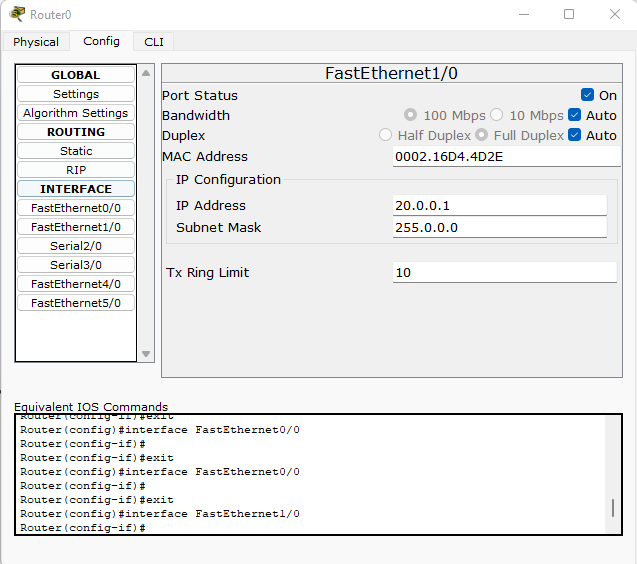 Router0
Physical Config CLI
GLOBAL
Settings
Algorithm Settings
ROUTING
Static
RIP
INTERFACE
FastEthernet0/0
FastEthernet1/0
Serial2/0
Serial3/0
FastEthernet4/0
FastEthernet5/0
FastEthernet1/0
Port Status On
Bandwidth 100 Mbps 10 Mbps Auto
Duplex Half Duplex Full Duplex Auto
MAC Address 0002.16D4.4D2E
IP Configuration
IP Address 20.0.0.1
Subnet Mask 255.0.0.0
Tx Ring Limit 10
Equivalent IOS Commands
Router(config-if)#exit
Router(config)#interface FastEthernet0/0
Router(config-if)#
Router(config-if)#exit
Router(config)#interface FastEthernet0/0
Router(config-if)#
Router(config-if)#exit
Router(config)#interface FastEthernet1/0
Router(config-if)#